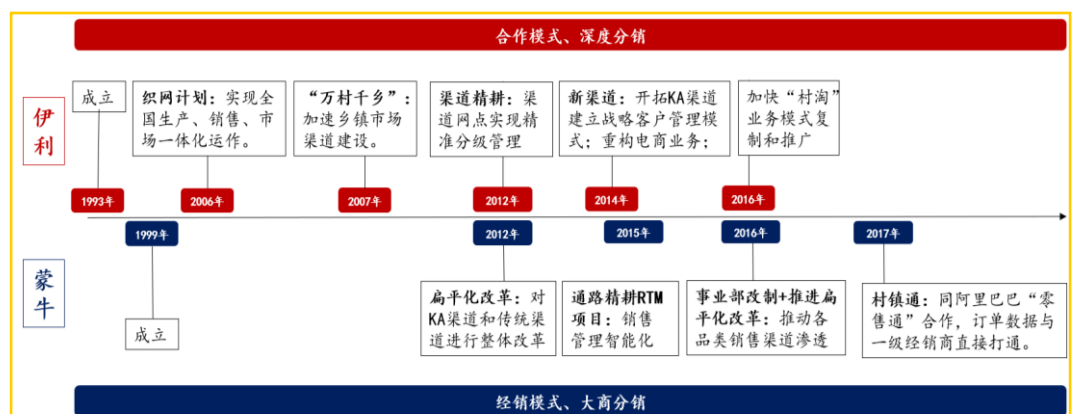 合作模式、深度分销
成立
织网计划：实现全
国生产、销售、市
场一体化运作。
“万村千乡”：
加速乡镇市场
渠道建设。
渠道精耕：渠
道网点实现精
准分级管理
新渠道：开拓KA渠道
建立战略客户管理模
式；重构电商业务；
加快“村淘”
业务模式复
制和推广
伊
利
1993年
2006年
2007年
2012年
2014年
2016年
1999年
2012年
2015年
2016年
2017年
蒙
牛
成立
扁平化改革：对
KA渠道和传统渠
道进行整体改革
通路精耕RTM
项目：销售
管理智能化
事业部改制+推进扁
平化改革：推动各
品类销售渠道渗透
村镇通：同阿里巴巴“零
售通”合作，订单数据与
一级经销商直接打通。
经销模式、大商分销